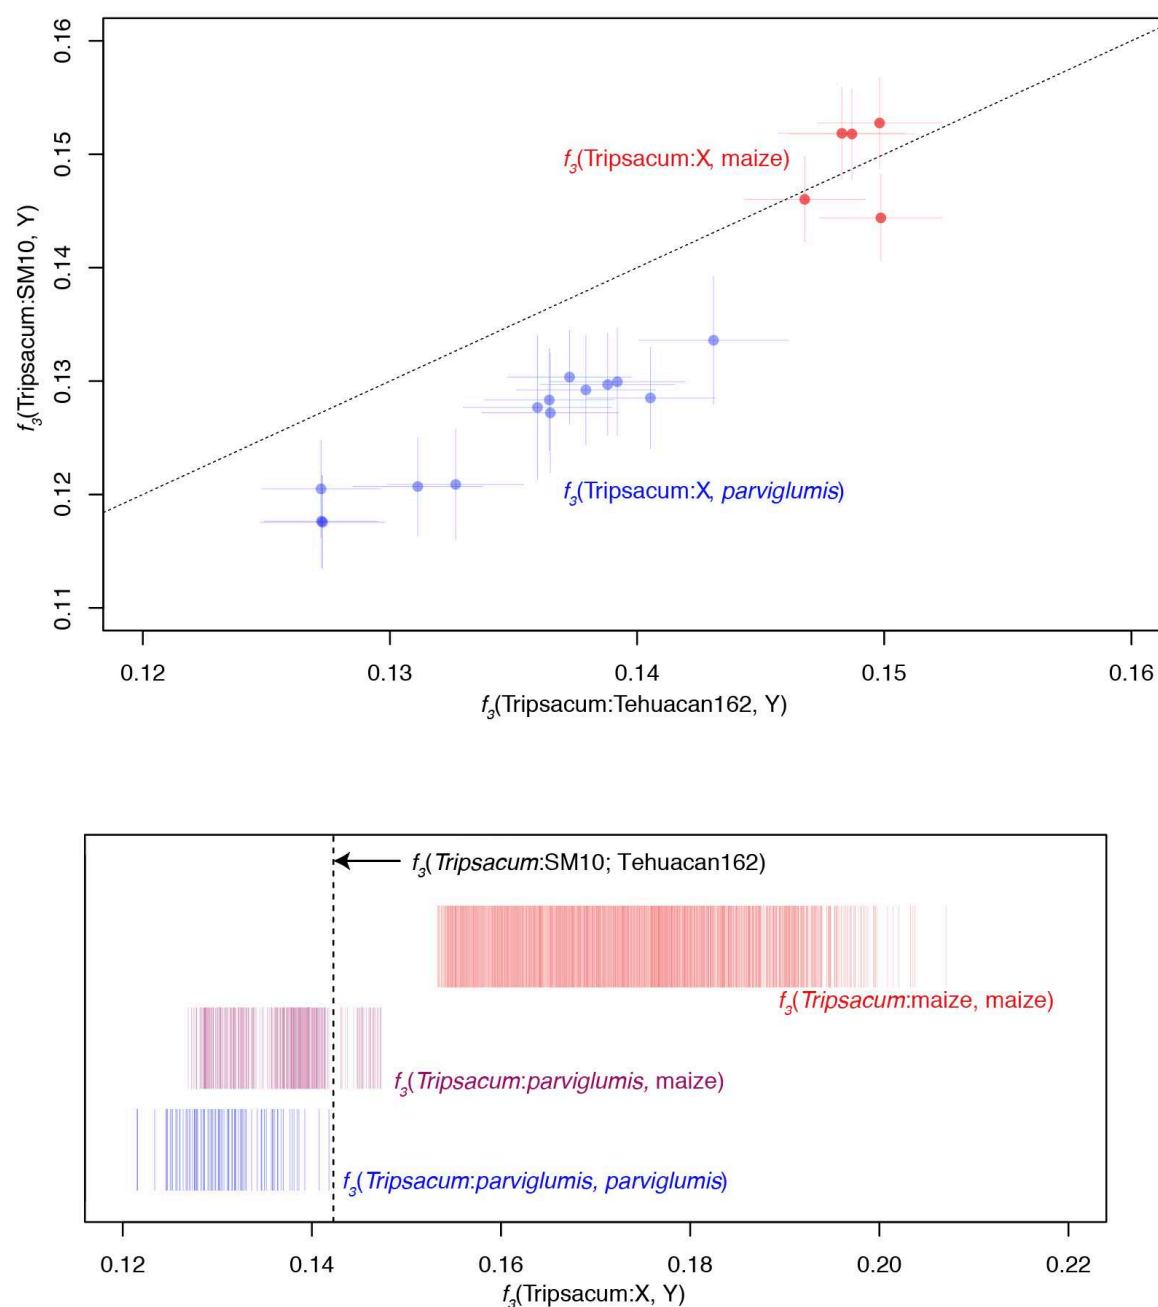 0.16
0.15
0.14
0.13
0.12
0.11
f3(Tripsacum:SM10, Y)
f3(Tripsacum:X, maize)
f3(Tripsacum:X, parviglumis)
0.12 0.13 0.14 0.15 0.16
f3(Tripsacum:Tehuacan162, Y)
f3(Tripsacum:SM10; Tehuacan162)
f3(Tripsacum:maize, maize)
f3(Tripsacum:parviglumis, maize)
f3(Tripsacum:parviglumis, parviglumis)
0.12 0.14 0.16 0.18 0.20 0.22
f3(Tripsacum:X, Y)